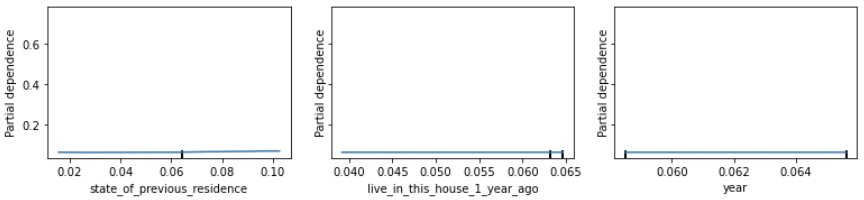 Partial dependence
0.6
0.4
0.2
0.02 0.04 0.06 0.08 0.10
state_of_previous_residence
Partial dependence
0.040 0.045 0.050 0.055 0.060 0.065
live_in_this_house_1_year_ago
Partial dependence
0.060 0.062 0.064
year